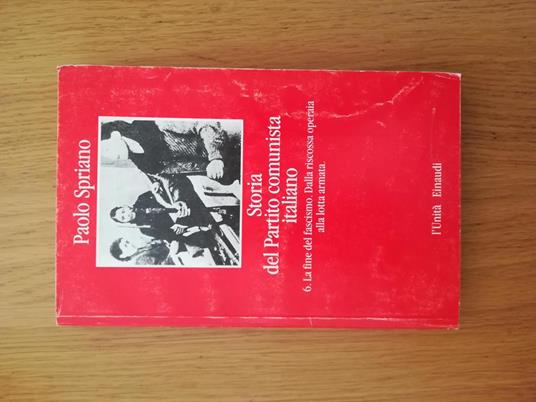 Paolo Spriano
Storia
del Partito comunista
italiano
6. La fine del fascismo. Dalla riscossa operaia
alla lotta armata.
l'Unità Einaudi